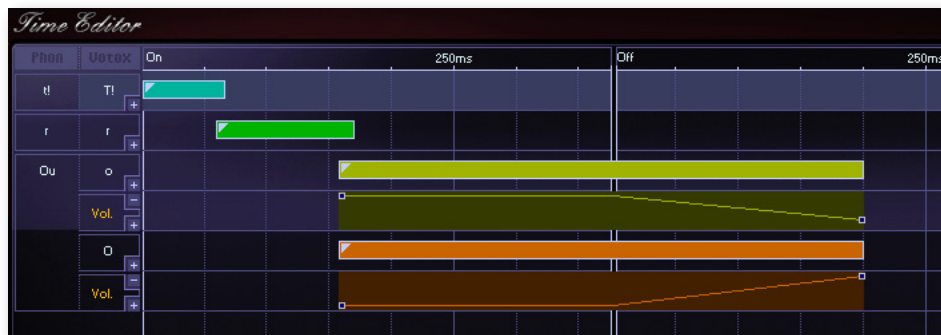 Time Editor
Phon Votox On 250ms Off 250ms
t! T!
+
r r
+
Ou o
+
−
Vol.
+
O
+
−
Vol.
+